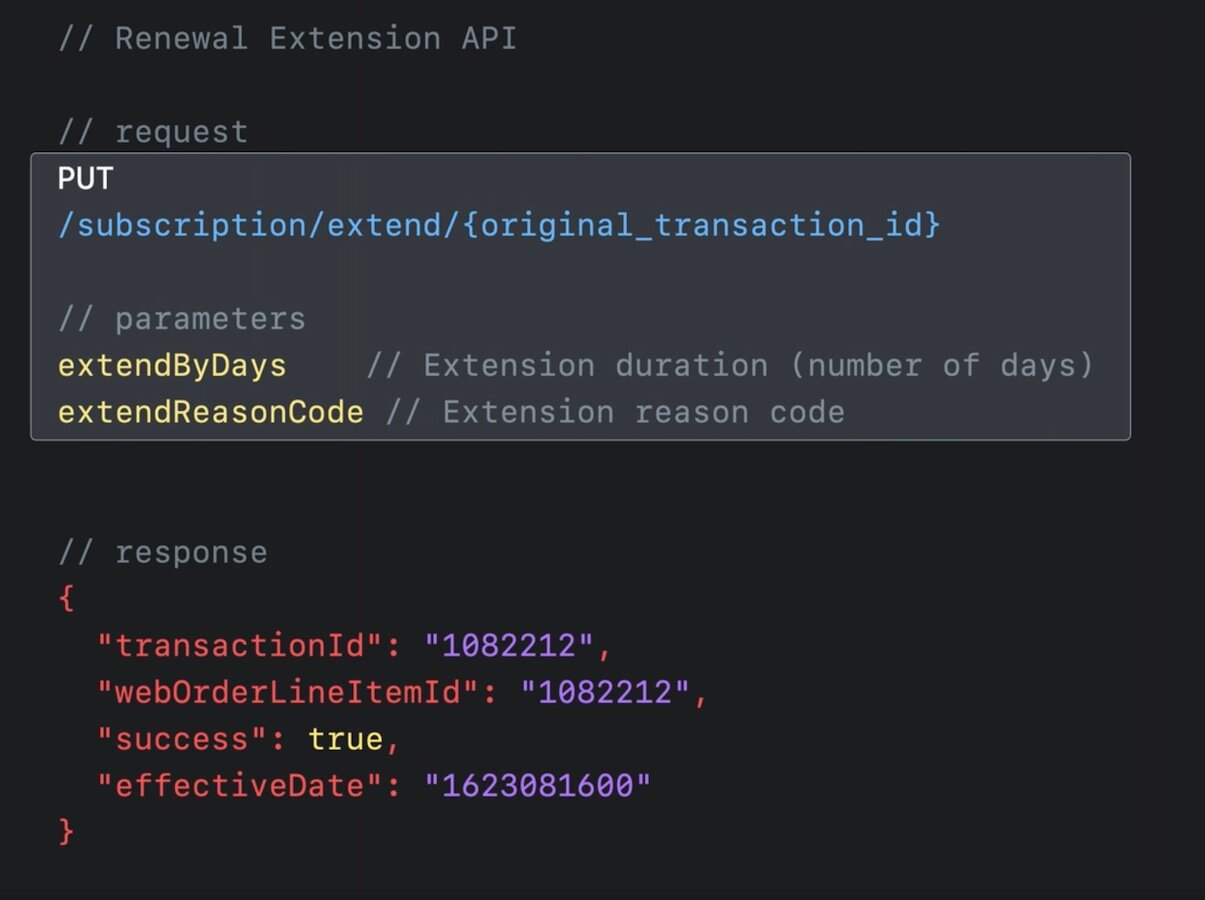 // Renewal Extension API
// request
PUT
/subscription/extend/{original_transaction_id}
// parameters
extendByDays // Extension duration (number of days)
extendReasonCode // Extension reason code
// response
{
"transactionId": "1082212",
"webOrderLineItemId": "1082212",
"success": true,
"effectiveDate": "1623081600"
}